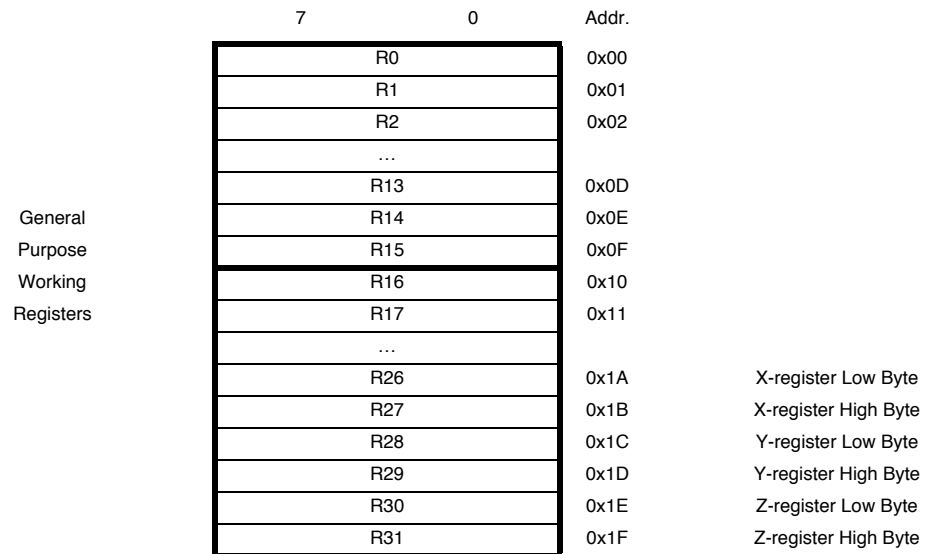 7 0 Addr.
R0 0x00
R1 0x01
R2 0x02
…
R13 0x0D
General R14 0x0E
Purpose R15 0x0F
Working R16 0x10
Registers R17 0x11
…
R26 0x1A X-register Low Byte
R27 0x1B X-register High Byte
R28 0x1C Y-register Low Byte
R29 0x1D Y-register High Byte
R30 0x1E Z-register Low Byte
R31 0x1F Z-register High Byte